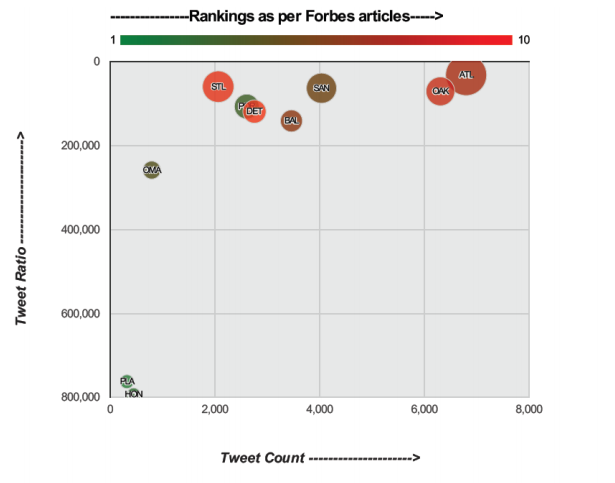 ----------------Rankings as per Forbes articles----->
1 10
0
STL SAN ATL
OAK
DET
BAL
200,000
OMA
400,000
600,000
PLA
HON
800,000
0 2,000 4,000 6,000 8,000
Tweet Ratio --------------------->
Tweet Count --------------------->